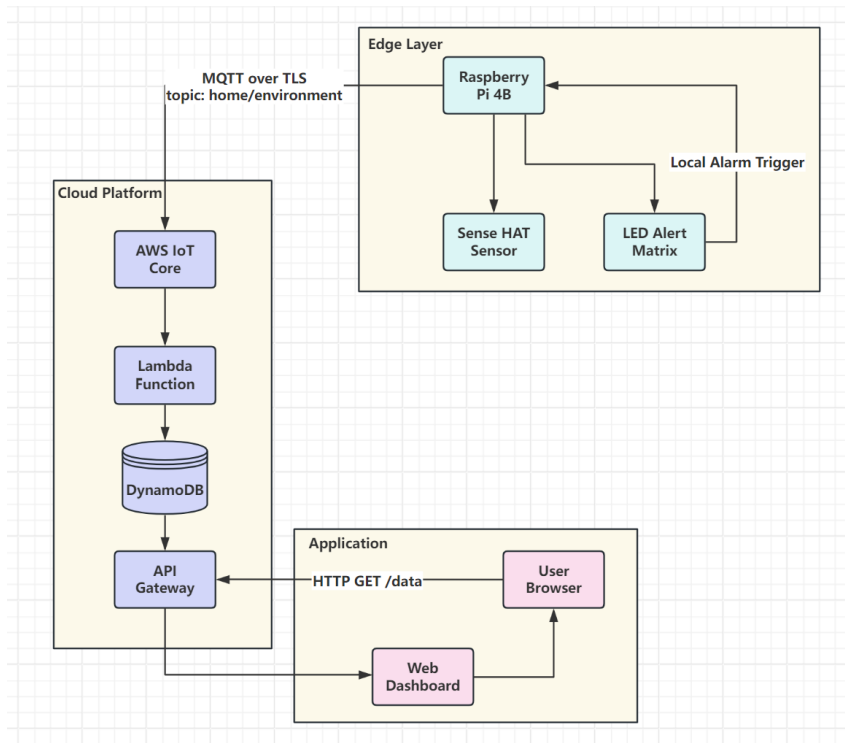 Edge Layer
Raspberry
Pi 4B
MQTT over TLS
topic: home/environment
Local Alarm Trigger
Cloud Platform
Sense HAT
Sensor
LED Alert
Matrix
AWS IoT
Core
Lambda
Function
DynamoDB
Application
API
Gateway
HTTP GET /data
User
Browser
Web
Dashboard